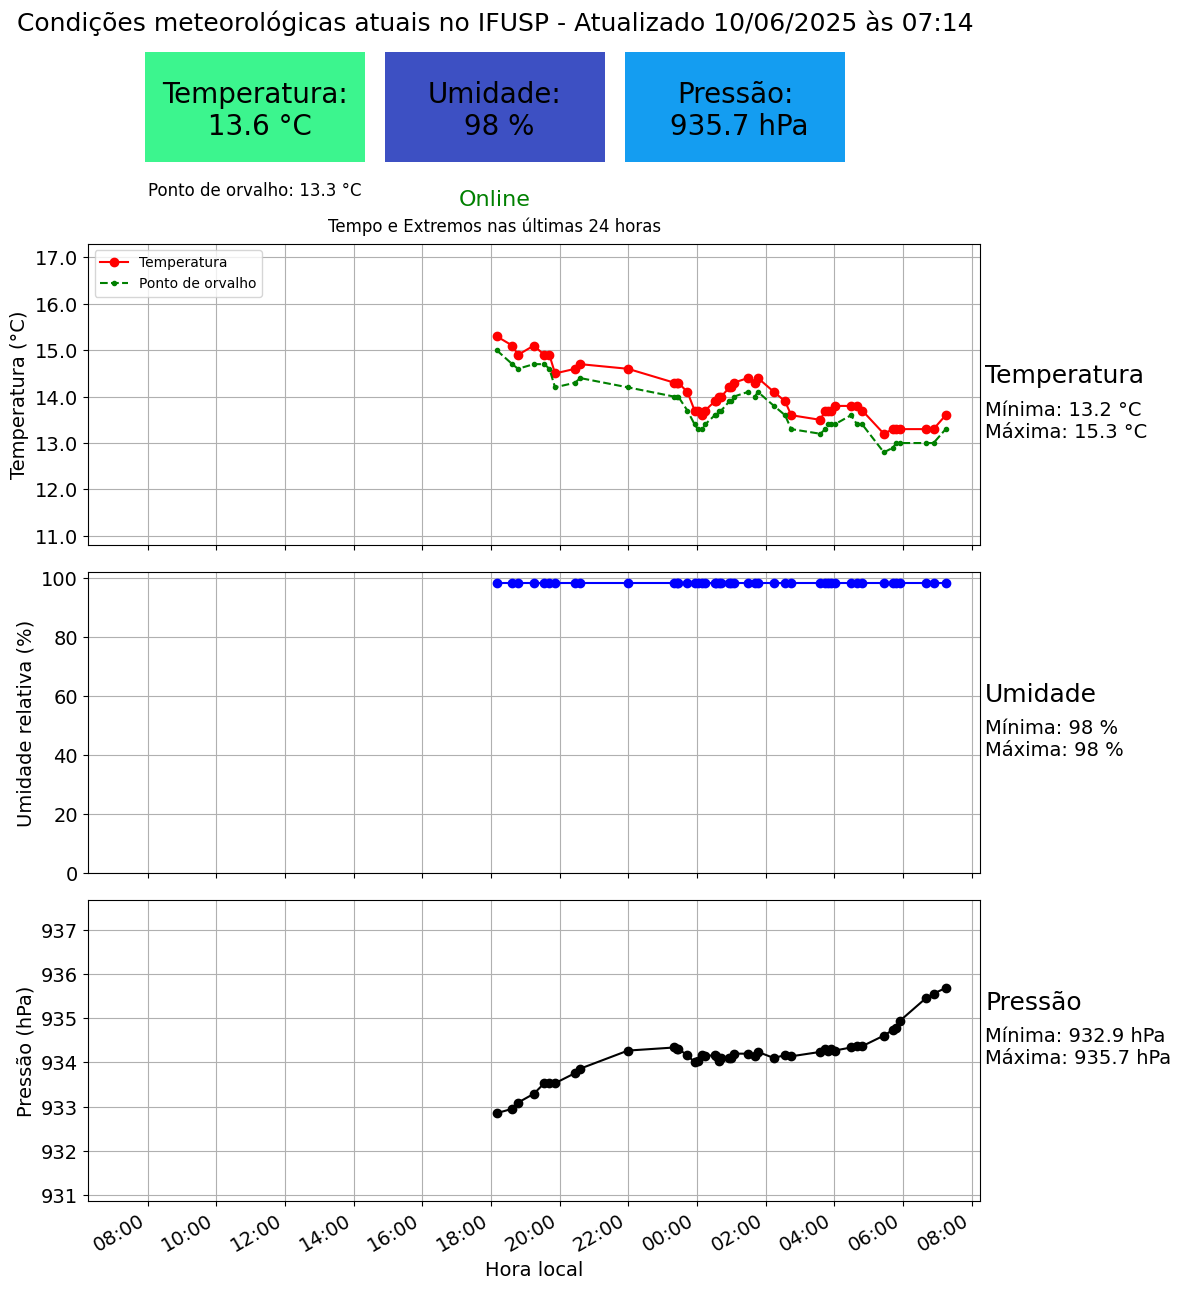 Condições meteorológicas atuais no IFUSP - Atualizado 10/06/2025 às 07:14
Temperatura:
13.6 °C
Umidade:
98 %
Pressão:
935.7 hPa
Ponto de orvalho: 13.3 °C
Online
Tempo e Extremos nas últimas 24 horas
Temperatura
Ponto de orvalho
Temperatura (°C)
17.0
16.0
15.0
14.0
13.0
12.0
11.0
Temperatura
Mínima: 13.2 °C
Máxima: 15.3 °C
Umidade relativa (%)
100
80
60
40
20
0
Umidade
Mínima: 98 %
Máxima: 98 %
Pressão (hPa)
937
936
935
934
933
932
931
Pressão
Mínima: 932.9 hPa
Máxima: 935.7 hPa
08:00 10:00 12:00 14:00 16:00 18:00 20:00 22:00 00:00 02:00 04:00 06:00 08:00
Hora local